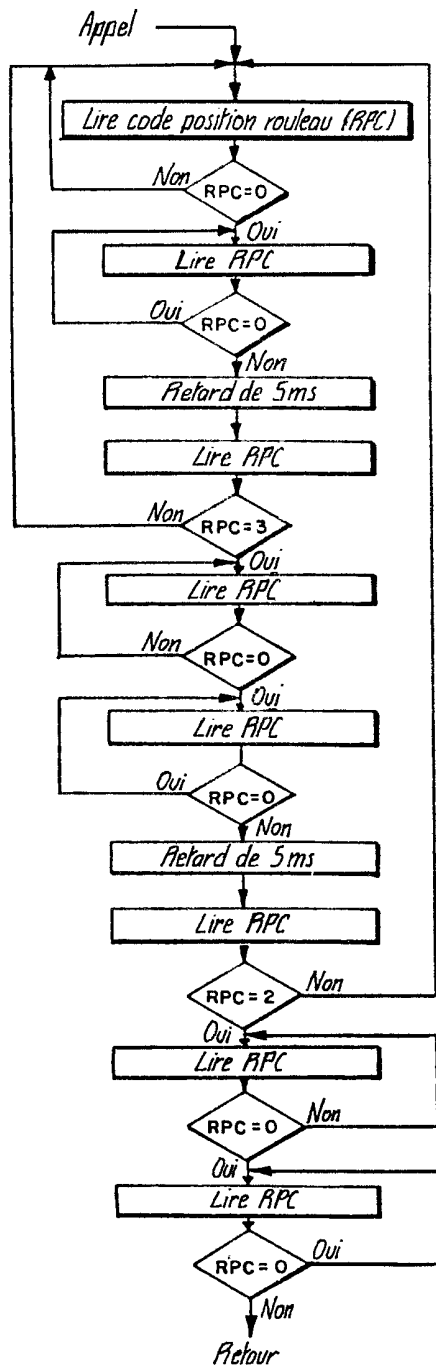 Appel
Lire code position rouleau (RPC)
Non
RPC=0
Oui
Lire RPC
Oui
RPC=0
Non
Retard de 5ms
Lire RPC
Non
RPC=3
Oui
Lire RPC
Non
RPC=0
Oui
Lire RPC
Oui
RPC=0
Non
Retard de 5ms
Lire RPC
RPC=2
Non
Oui
Lire RPC
RPC=0
Non
Oui
Lire RPC
RPC=0
Oui
Non
Retour